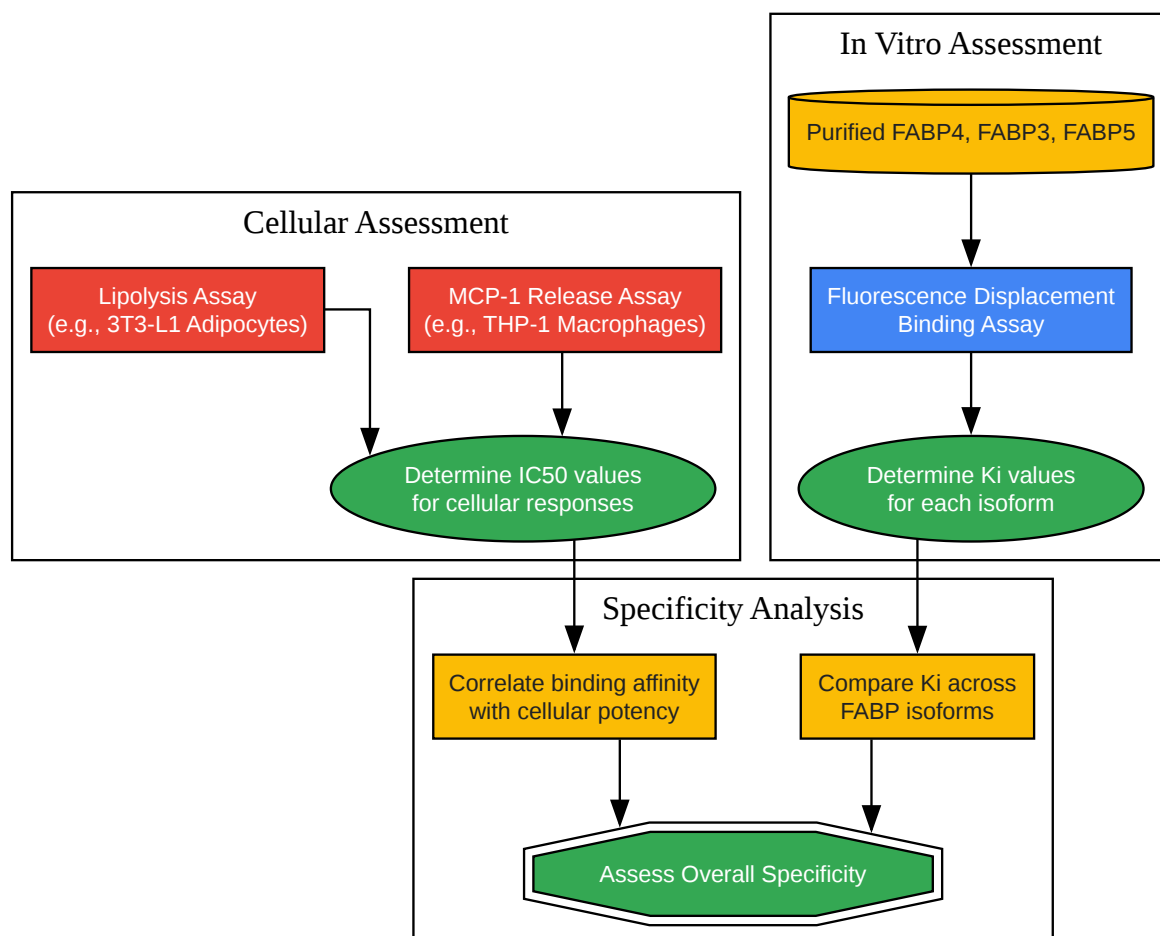 In Vitro Assessment
Purified FABP4, FABP3, FABP5
Fluorescence Displacement
Binding Assay
Determine Ki values
for each isoform
Cellular Assessment
Lipolysis Assay
(e.g., 3T3-L1 Adipocytes)
MCP-1 Release Assay
(e.g., THP-1 Macrophages)
Determine IC50 values
for cellular responses
Specificity Analysis
Correlate binding affinity
with cellular potency
Compare Ki across
FABP isoforms
Assess Overall Specificity